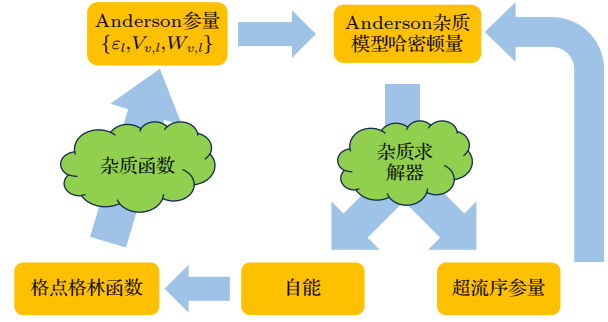 Anderson参量
{εl,Vv,l,Wv,l}
Anderson杂质
模型哈密顿量
杂质函数
杂质求
解器
格点格林函数
自能
超流序参量